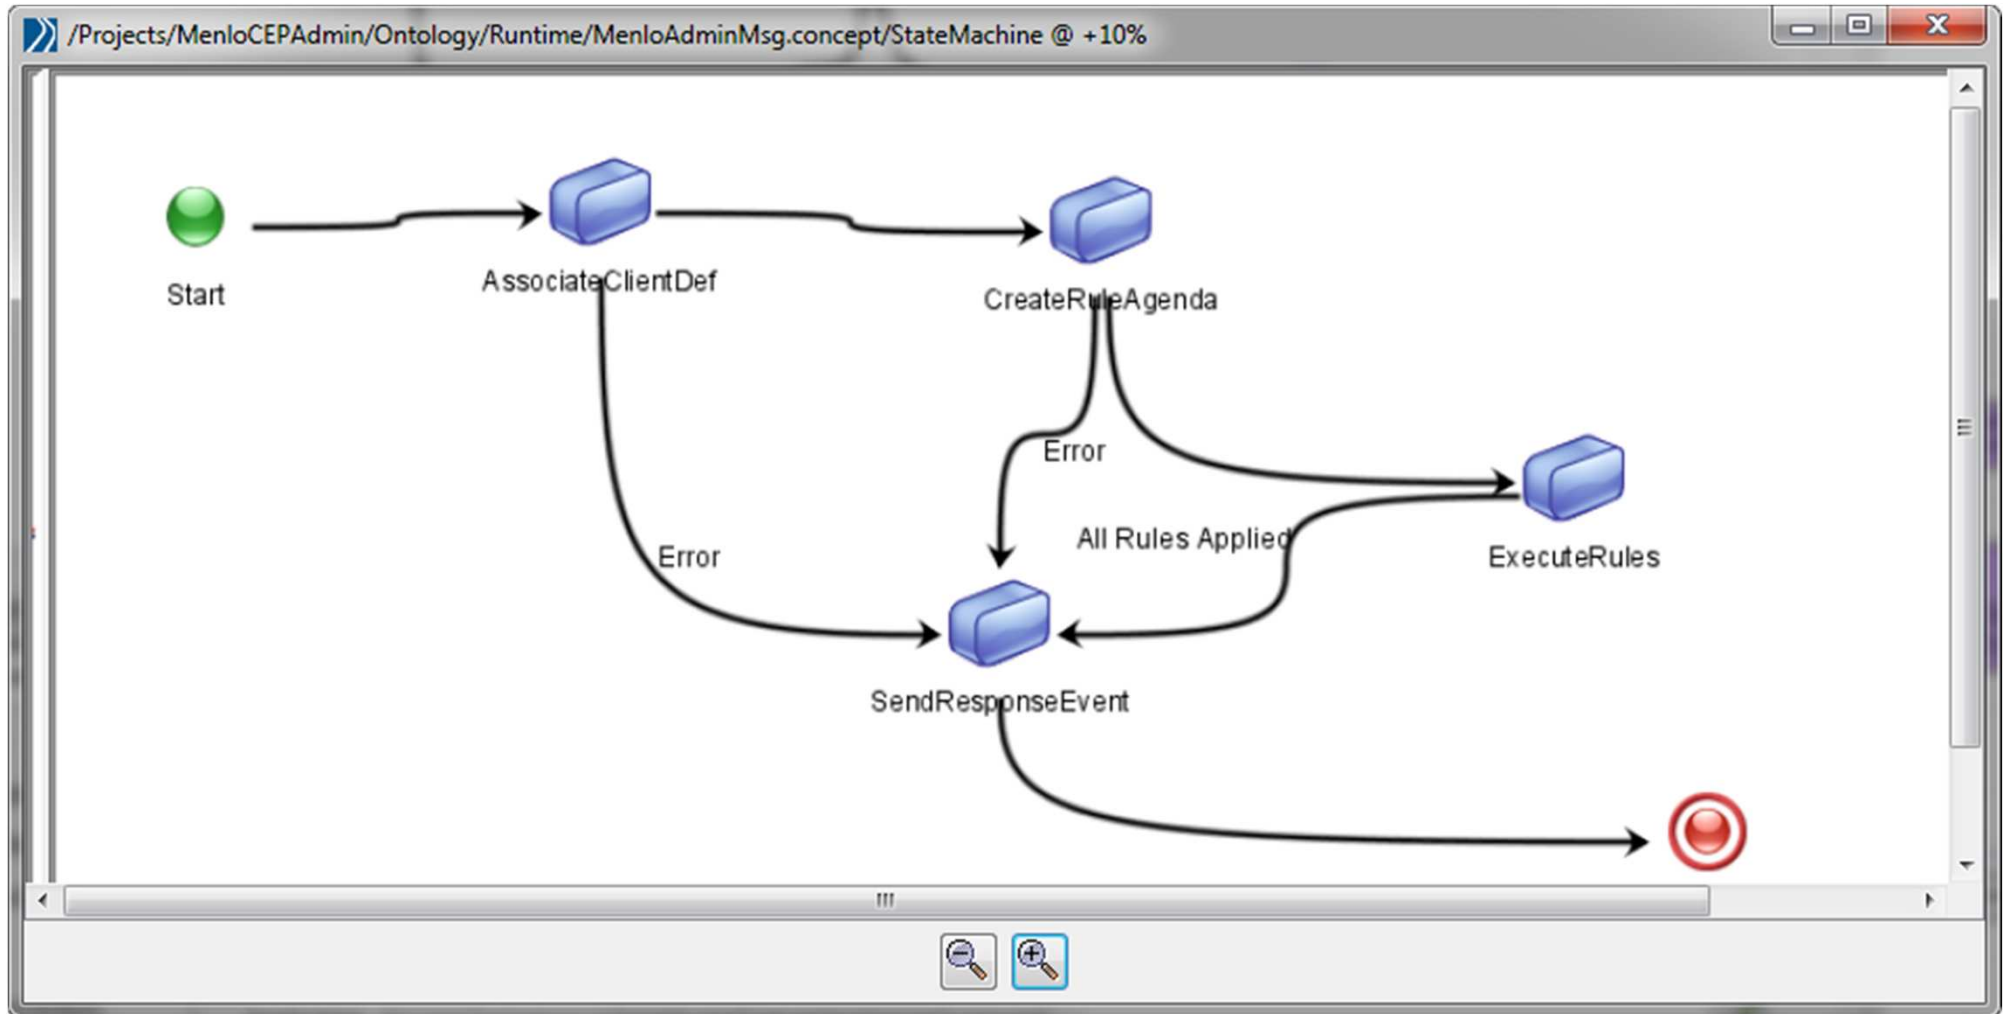 /Projects/MenloCEPAdmin/Ontology/Runtime/MenloAdminMsg.concept/StateMachine @ +10%
Start
AssociateClientDef
CreateRuleAgenda
Error
All Rules Applied
Error
ExecuteRules
SendResponseEvent